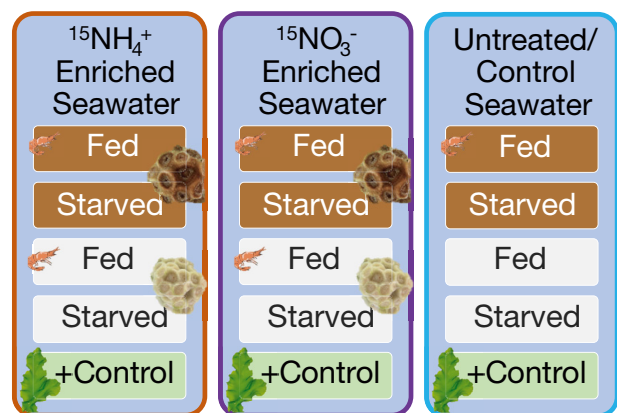 ¹⁵NH₄⁺
Enriched
Seawater
Fed
Starved
Fed
Starved
+Control
¹⁵NO₃⁻
Enriched
Seawater
Fed
Starved
Fed
Starved
+Control
Untreated/
Control
Seawater
Fed
Starved
Fed
Starved
+Control